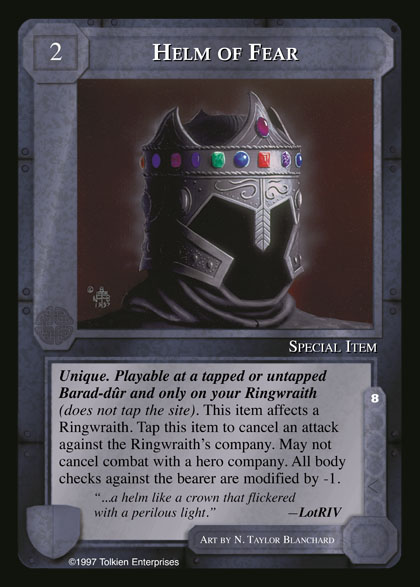 2
HELM OF FEAR
SPECIAL ITEM
Unique. Playable at a tapped or untapped
Barad-dûr and only on your Ringwraith
(does not tap the site). This item affects a
Ringwraith. Tap this item to cancel an attack
against the Ringwraith's company. May not
cancel combat with a hero company. All body
checks against the bearer are modified by -1.
8
"...a helm like a crown that flickered
with a perilous light." —LotRIV
ART BY N. TAYLOR BLANCHARD
©1997 Tolkien Enterprises